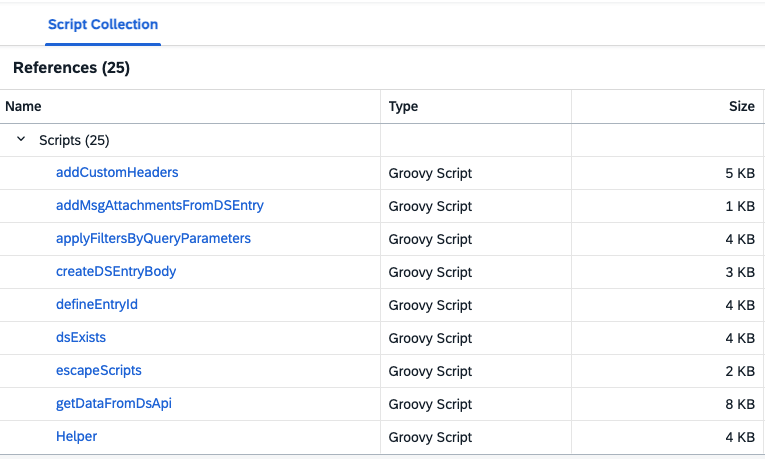 Script Collection
References (25)
Name Type Size
Scripts (25)
addCustomHeaders Groovy Script 5 KB
addMsgAttachmentsFromDSEntry Groovy Script 1 KB
applyFiltersByQueryParameters Groovy Script 4 KB
createDSEntryBody Groovy Script 3 KB
defineEntryId Groovy Script 4 KB
dsExists Groovy Script 4 KB
escapeScripts Groovy Script 2 KB
getDataFromDsApi Groovy Script 8 KB
Helper Groovy Script 4 KB